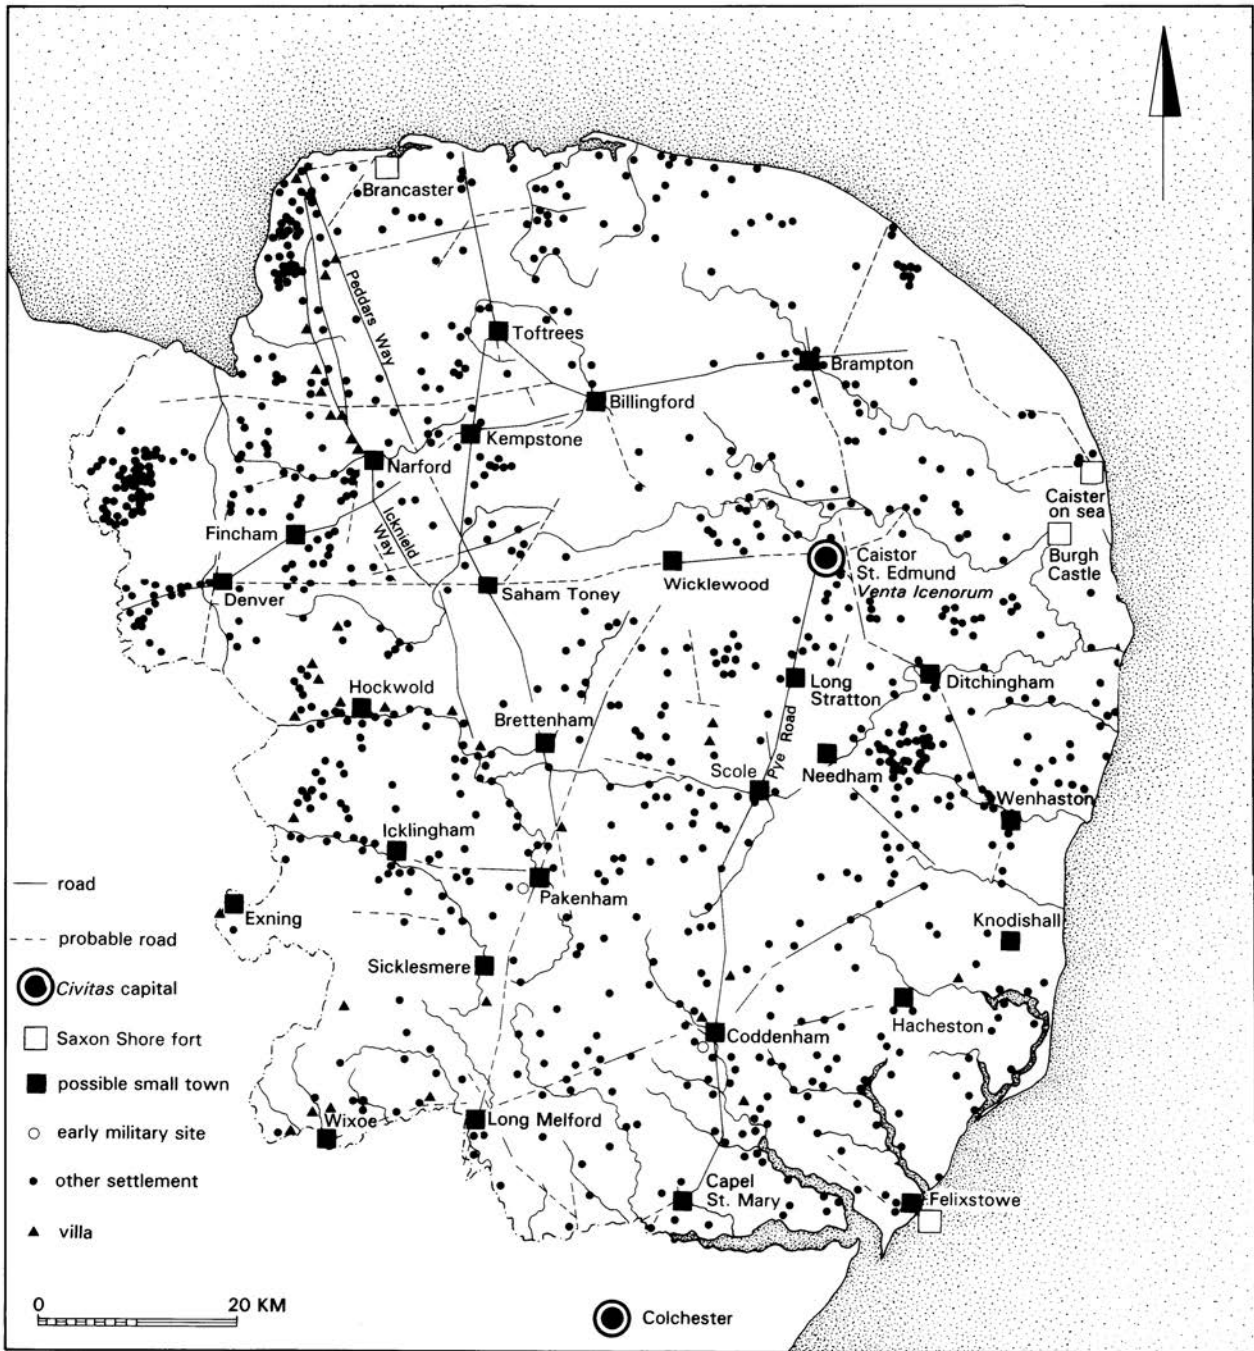 Brancaster
Peddars Way
Toftrees
Brampton
Billingford
Kempstone
Narford
Caister
on sea
Fincham
Icknield
Way
Burgh
Castle
Caistor
St. Edmund
Venta Icenorum
Wicklewood
Denver
Saham Toney
Hockwold
Long
Stratton
Ditchingham
Brettenham
Pye Road
Scole
Needham
Wenhaston
Icklingham
road
Pakenham
Exning
Knodishall
probable road
Sicklesmere
Civitas capital
Hacheston
Saxon Shore fort
Coddenham
possible small town
Wixoe
Long Melford
early military site
other settlement
Capel
St. Mary
Felixstowe
villa
0 20 KM
Colchester